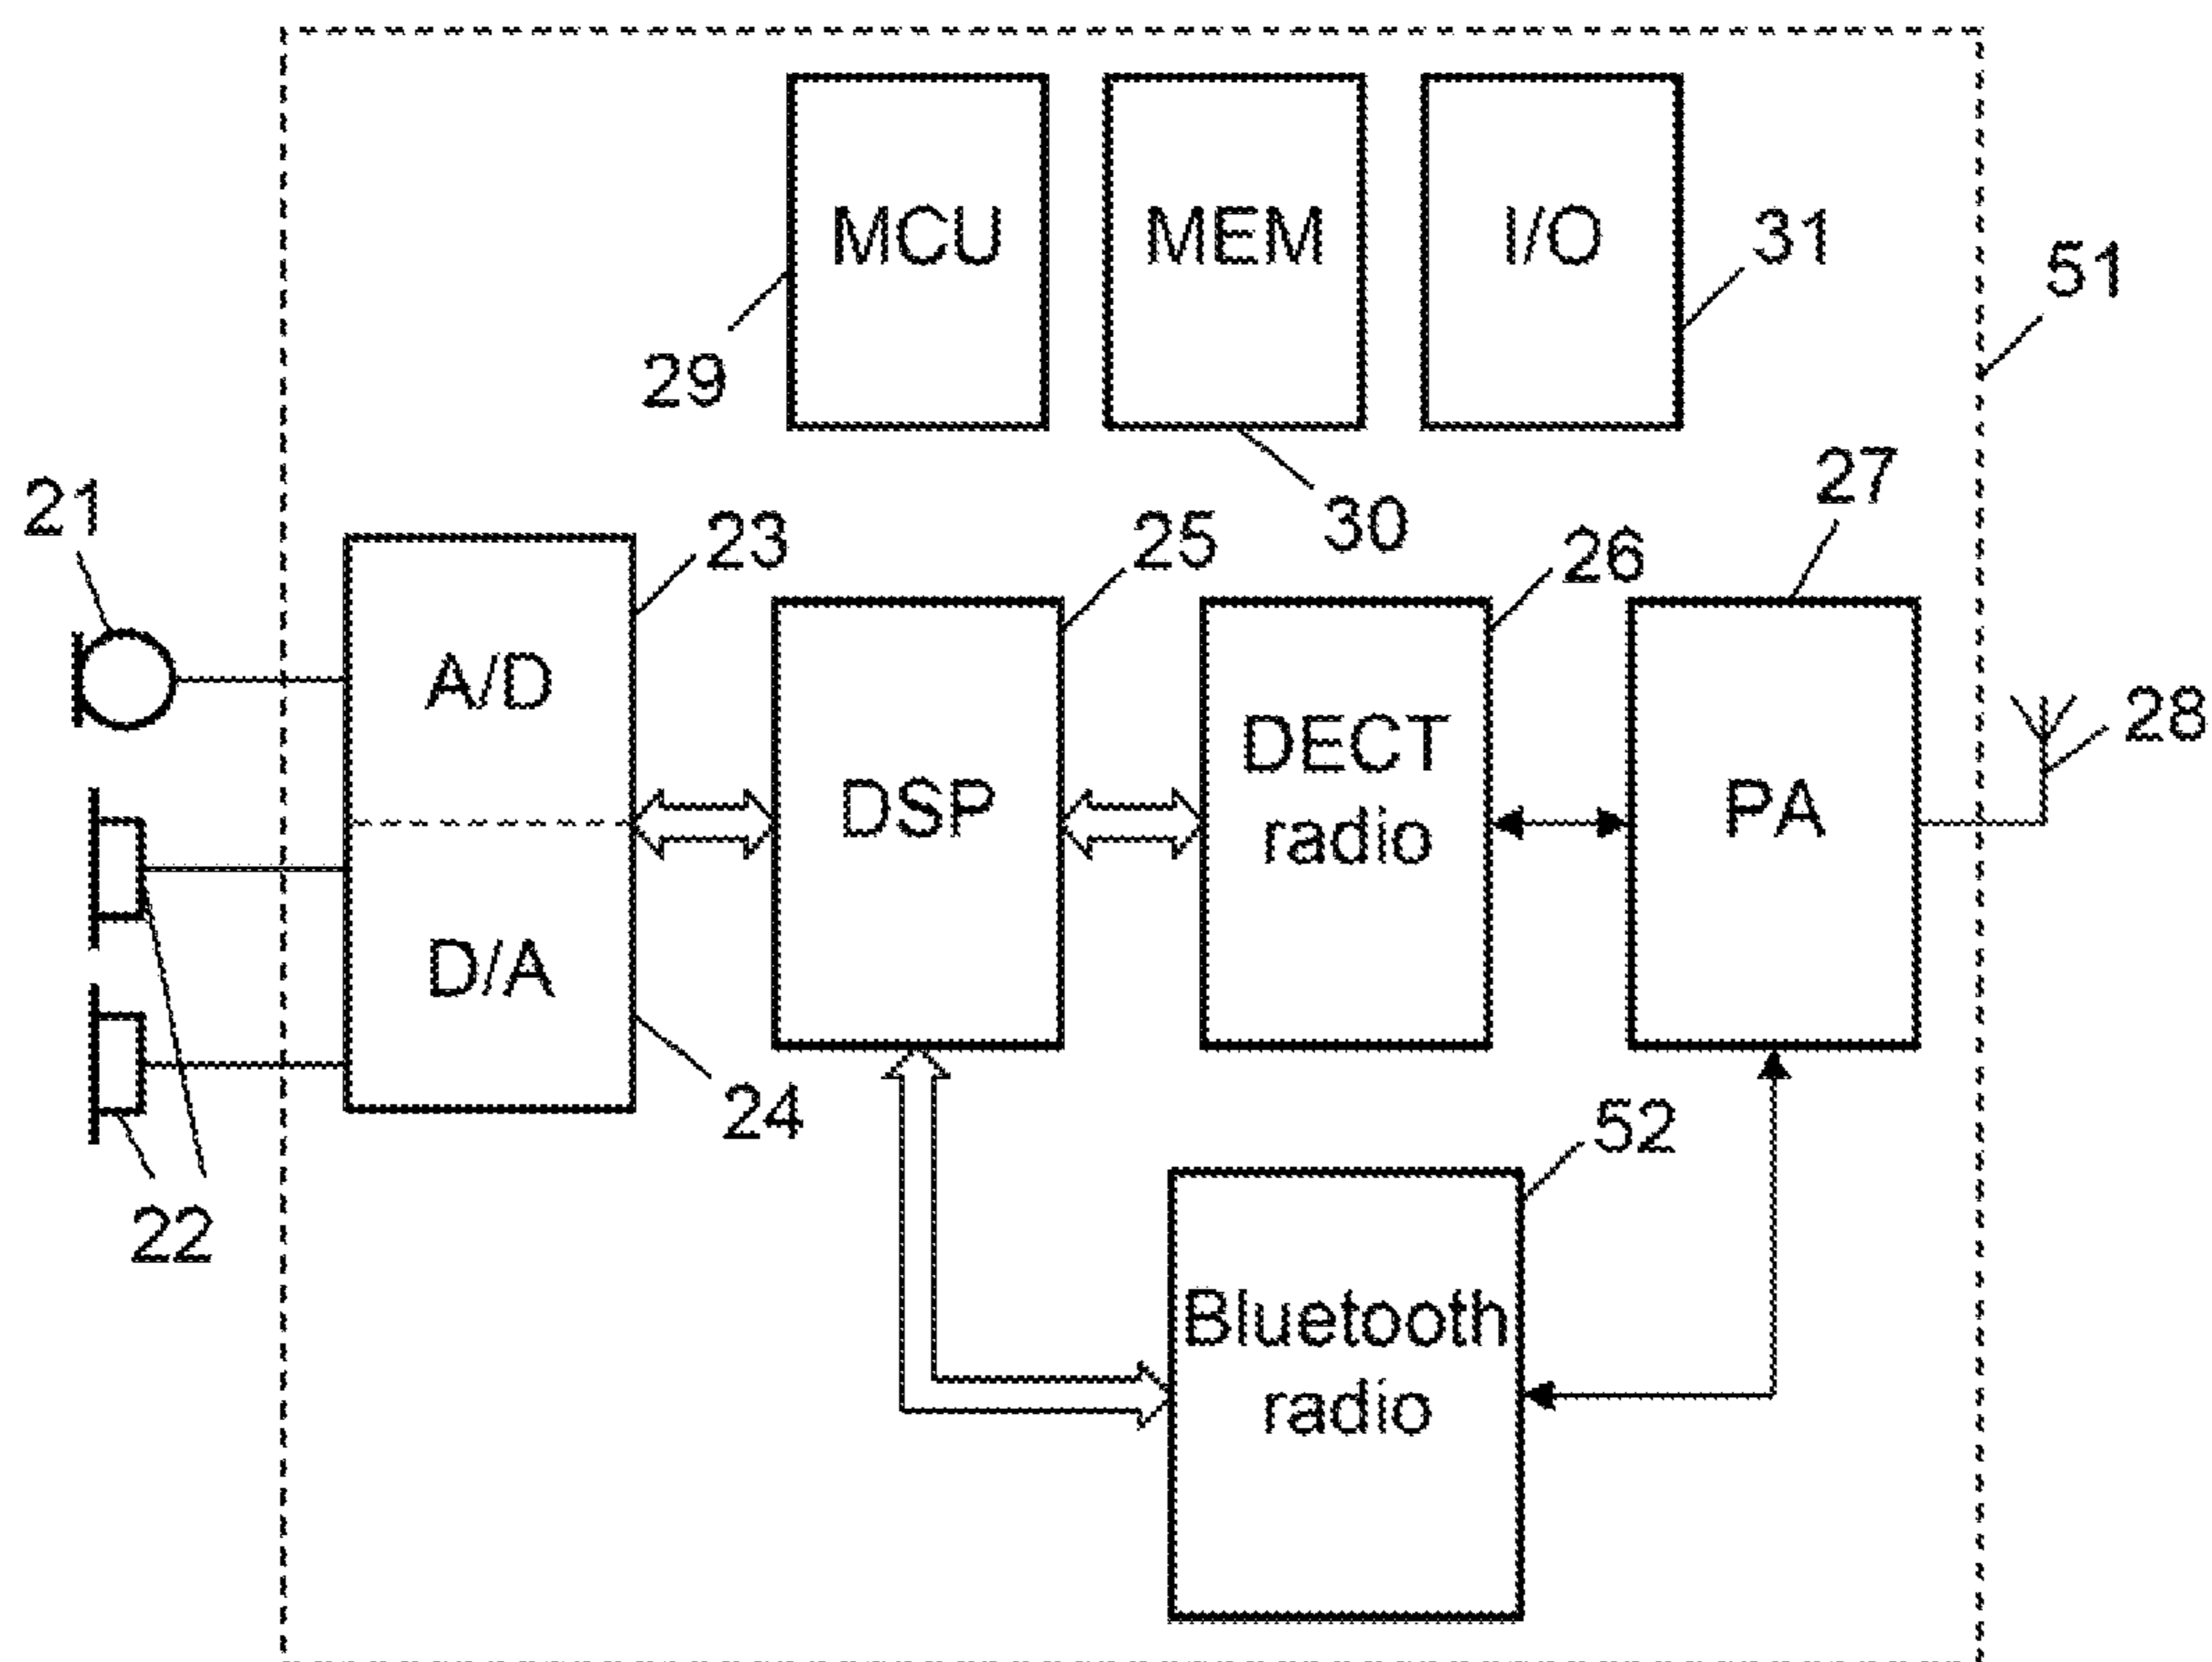 MCU
MEM
I/O
31
51
29
30
27
21
23
25
26
A/D
DECT
radio
28
DSP
PA
D/A
24
52
22
Bluetooth
radio